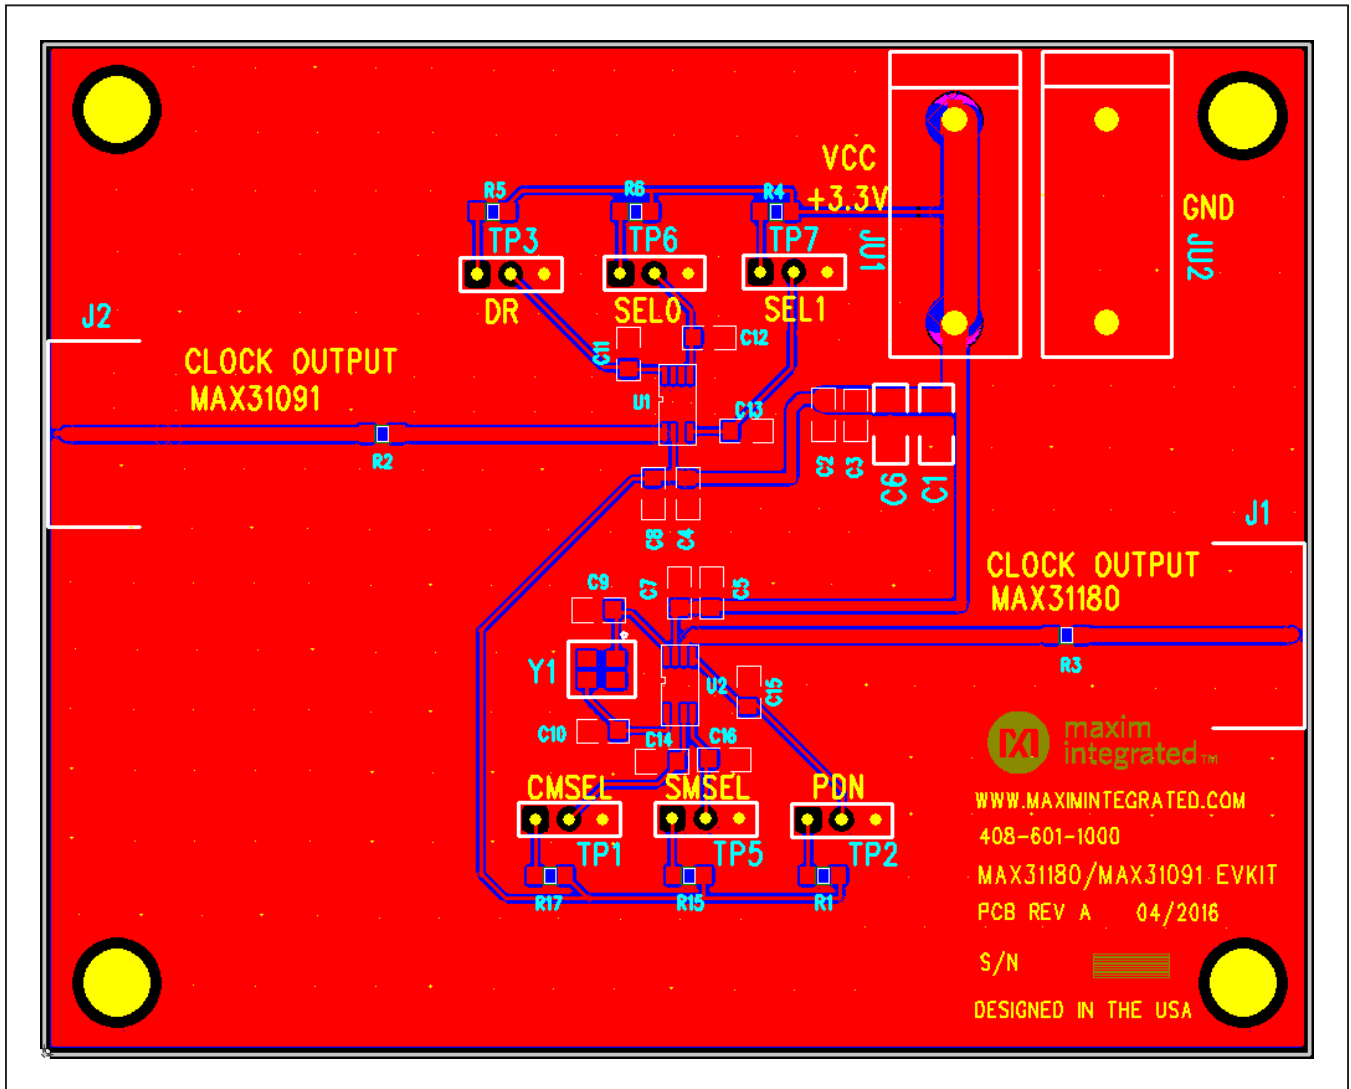 VCC
+3.3V
R5
R6
R4
GND
TP3
TP6
TP7
JU1
JU2
DR
SEL0
SEL1
J2
C11
C12
CLOCK OUTPUT
MAX31091
U1
C13
R2
C2
C3
C6
C1
J1
C8
C4
CLOCK OUTPUT
MAX31180
C9
C7
C5
R3
Y1
U2
C15
C10
C14
C16
maxim
integrated™
CMSEL
SMSEL
PDN
WWW.MAXIMINTEGRATED.COM
408-601-1000
TP1
TP5
TP2
MAX31180/MAX31091 EVKIT
R17
R15
R1
PCB REV A 04/2016
S/N
DESIGNED IN THE USA